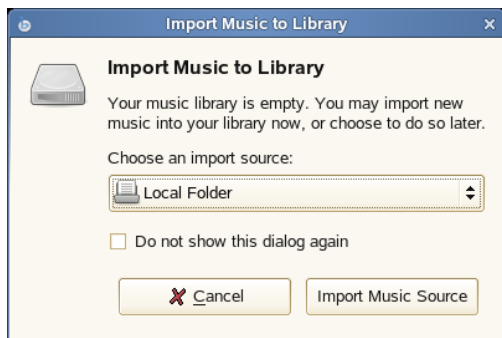 Import Music to Library
Import Music to Library
Your music library is empty. You may import new
music into your library now, or choose to do so later.
Choose an import source:
Local Folder
Do not show this dialog again
Cancel
Import Music Source